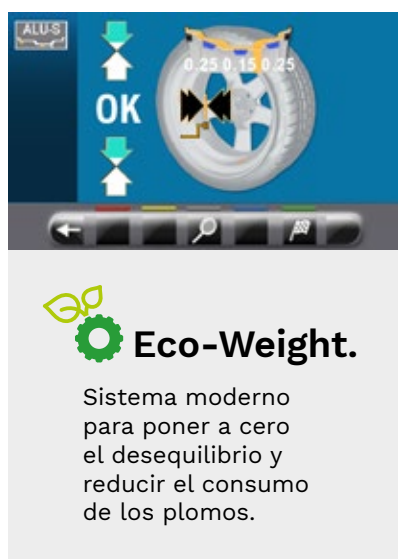 ALU-S
0.25 0.15 0.25
OK
Eco-Weight.
Sistema moderno
para poner a cero
el desequilibrio y
reducir el consumo
de los plomos.